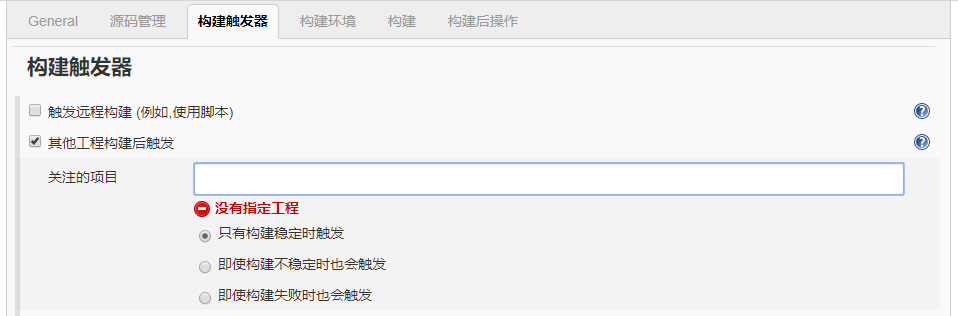 General 源码管理 构建触发器 构建环境 构建 构建后操作
构建触发器
触发远程构建 (例如,使用脚本)
其他工程构建后触发
关注的项目
没有指定工程
只有构建稳定时触发
即使构建不稳定时也会触发
即使构建失败时也会触发